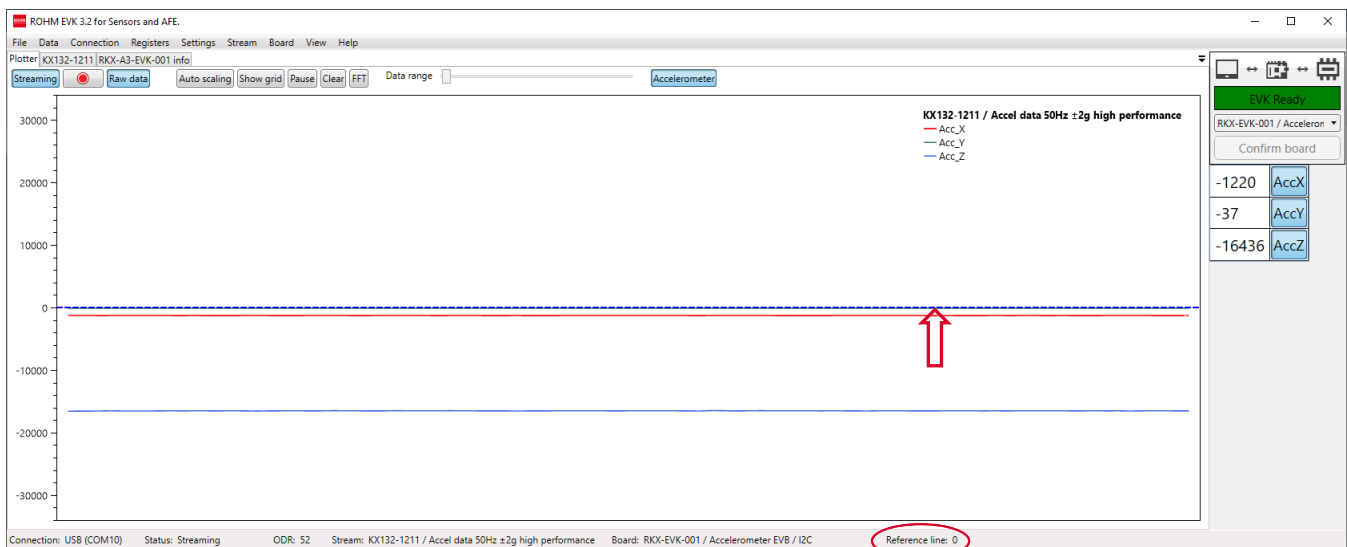 ROHM EVK 3.2 for Sensors and AFE.
File Data Connection Registers Settings Stream Board View Help
Plotter KX132-1211 RKX-A3-EVK-001 info
Streaming Raw data Auto scaling Show grid Pause Clear FFT Data range Accelerometer
EVK Ready
RKX-EVK-001 / Acceleron
Confirm board
-1220 AccX
-37 AccY
-16436 AccZ
KX132-1211 / Accel data 50Hz ±2g high performance
Acc_X
Acc_Y
Acc_Z
30000
20000
10000
0
-10000
-20000
-30000
Connection: USB (COM10) Status: Streaming ODR: 52 Stream: KX132-1211 / Accel data 50Hz ±2g high performance Board: RKX-EVK-001 / Accelerometer EVB / I2C Reference line: 0